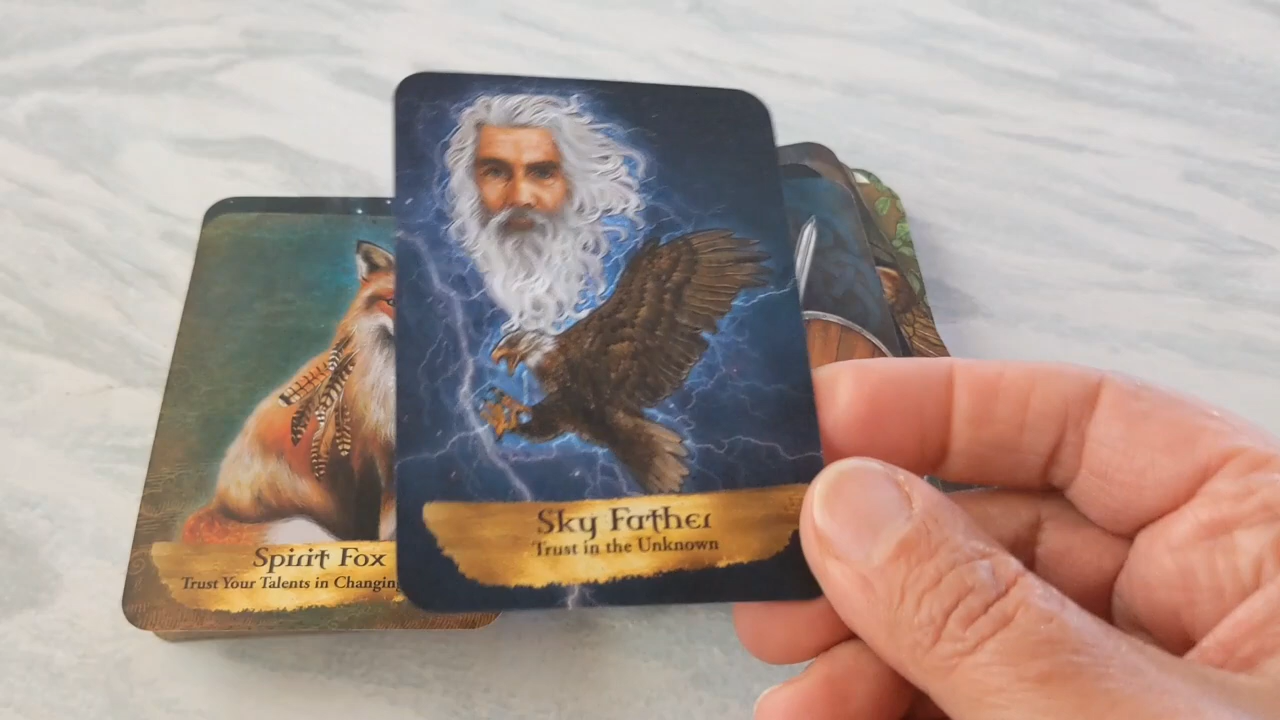 Spirit Fox
Trust Your Talents in Changing
Sky Father
Trust in the Unknown